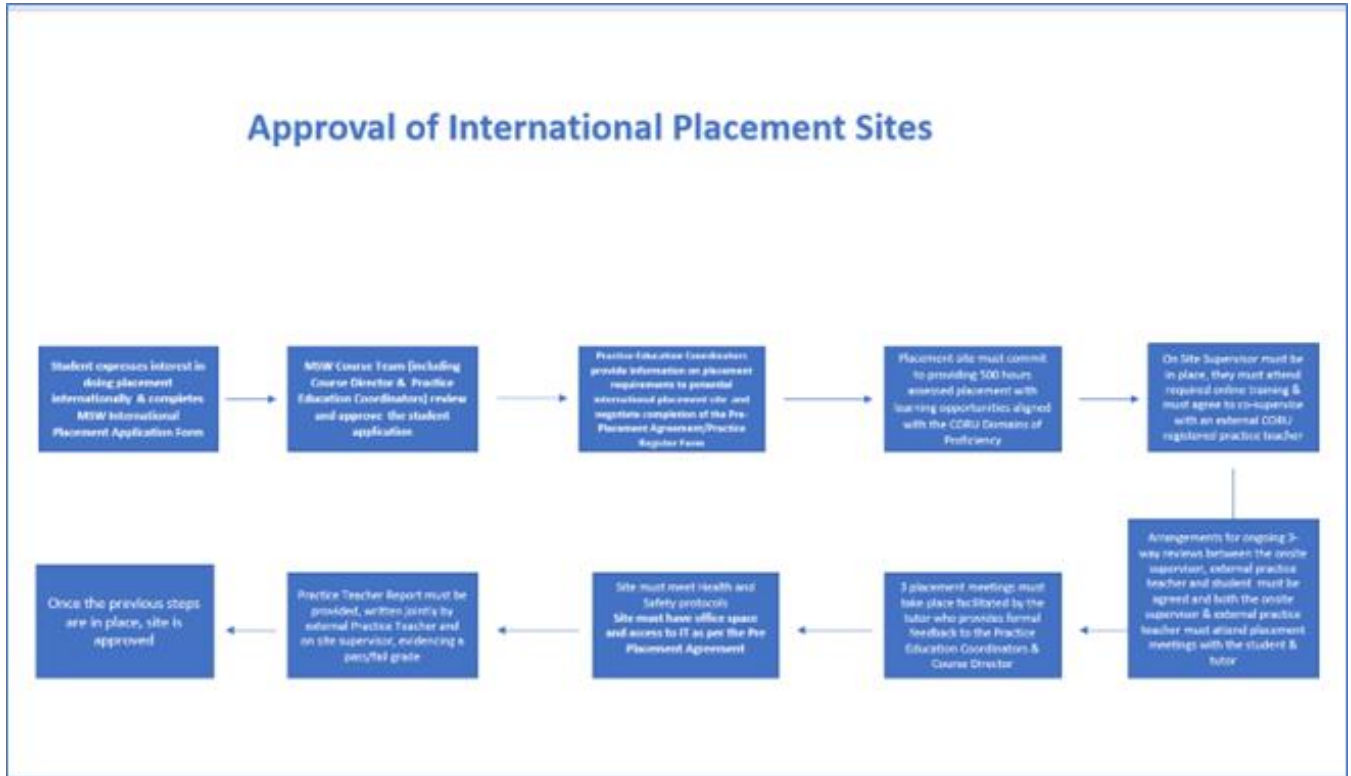 Approval of International Placement Sites
Student expresses interest in
doing placement
internationally & completes
MSW International
Placement Application Form
MSW Course Team (including
Course Director & Practice
Education Coordinators) review
and approve the student
application
Practice Education Coordinators
provide information on placement
requirements to potential
international placement site and
negotiate completion of the Pre-
Placement Agreement/Practice
Register Form
Placement site must commit
to providing 500 hours
assessed placement with
learning opportunities aligned
with the CORU Domains of
Proficiency
On Site Supervisor must be
in place, they must attend
required online training &
must agree to co-supervise
with an external CORU
registered practice teacher
Arrangements for ongoing 3-
way reviews between the onsite
supervisor, external practice
teacher and student must be
agreed and both the onsite
supervisor & external practice
teacher must attend placement
meetings with the student &
tutor
3 placement meetings must
take place facilitated by the
tutor who provides formal
feedback to the Practice
Education Coordinators &
Course Director
Site must meet Health and
Safety protocols
Site must have office space
and access to IT as per the Pre
Placement Agreement
Practice Teacher Report must be
provided, written jointly by
external Practice Teacher and
on site supervisor, evidencing a
pass/fail grade
Once the previous steps
are in place, site is
approved